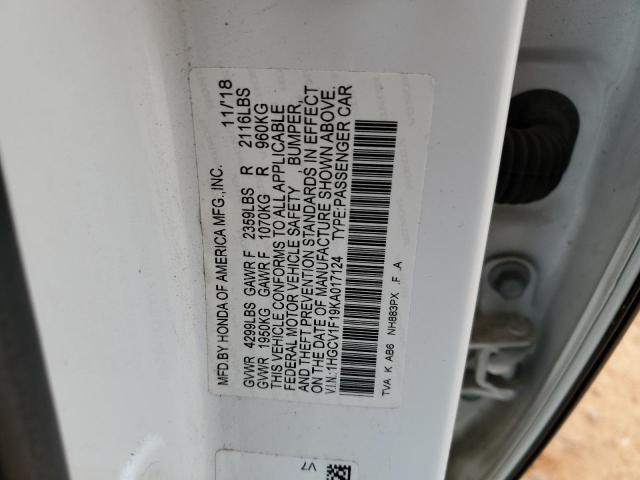 MFD.BY HONDA OF AMERICA MFG.,INC. 11/18
GVWR 4299LBS GAWR F 2359LBS R 2116LBS
GVWR 1950KG GAWR F 1070KG R 960KG
THIS VEHICLE CONFORMS TO ALL APPLICABLE
FEDERAL MOTOR VEHICLE SAFETY , BUMPER,
AND THEFT PREVENTION STANDARDS IN EFFECT
ON THE DATE OF MANUFACTURE SHOWN ABOVE.
V.I.N.:1HGCV1F19KA017124 TYPE:PASSENGER CAR
TVA K AB6 NH883PX .F .A
V7